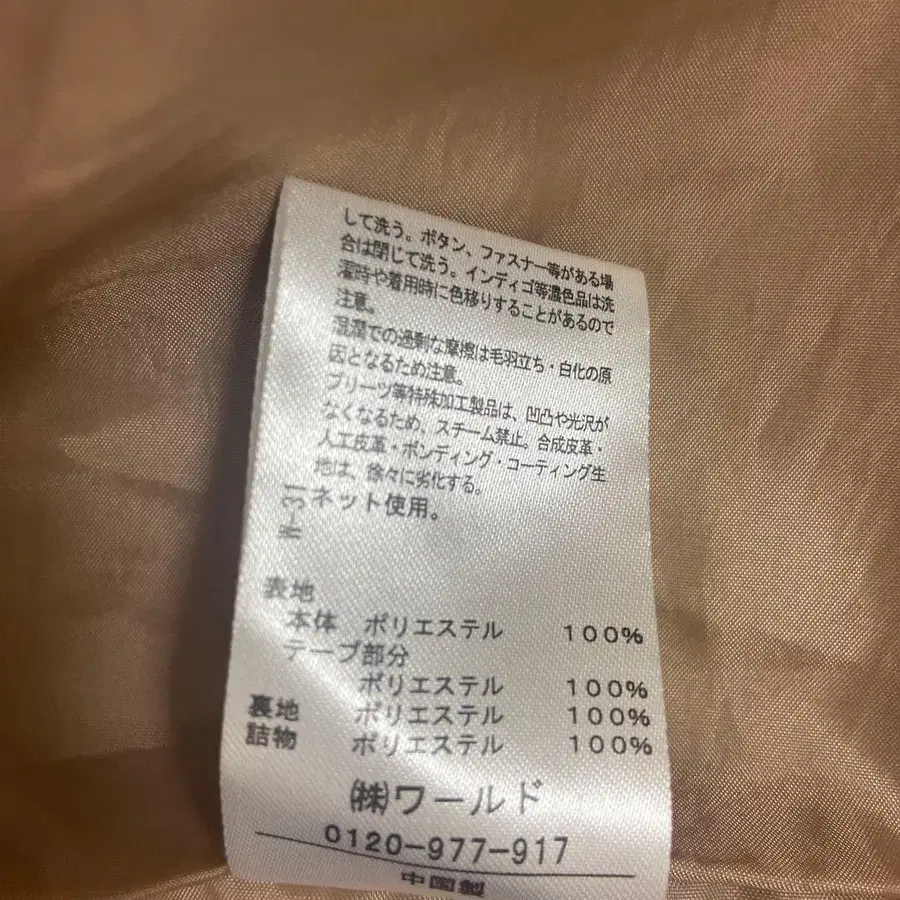 して洗う。ボタン、ファスナー等がある場
合は閉じて洗う。インディゴ等濃色品は洗
濯時や着用時に色移りすることがあるので
注意。
湿潤での過剰な摩擦は毛羽立ち・白化の原
因となるため注意。
プリーツ等特殊加工製品は、凹凸や光沢が
なくなるため、スチーム禁止。合成皮革・
人工皮革・ボンディング・コーティング生
地は、徐々に劣化する。
ネット使用。
表地
本体 ポリエステル 100%
テープ部分
ポリエステル 100%
裏地 ポリエステル 100%
詰物 ポリエステル 100%
㈱ワールド
0120-977-917
中国製